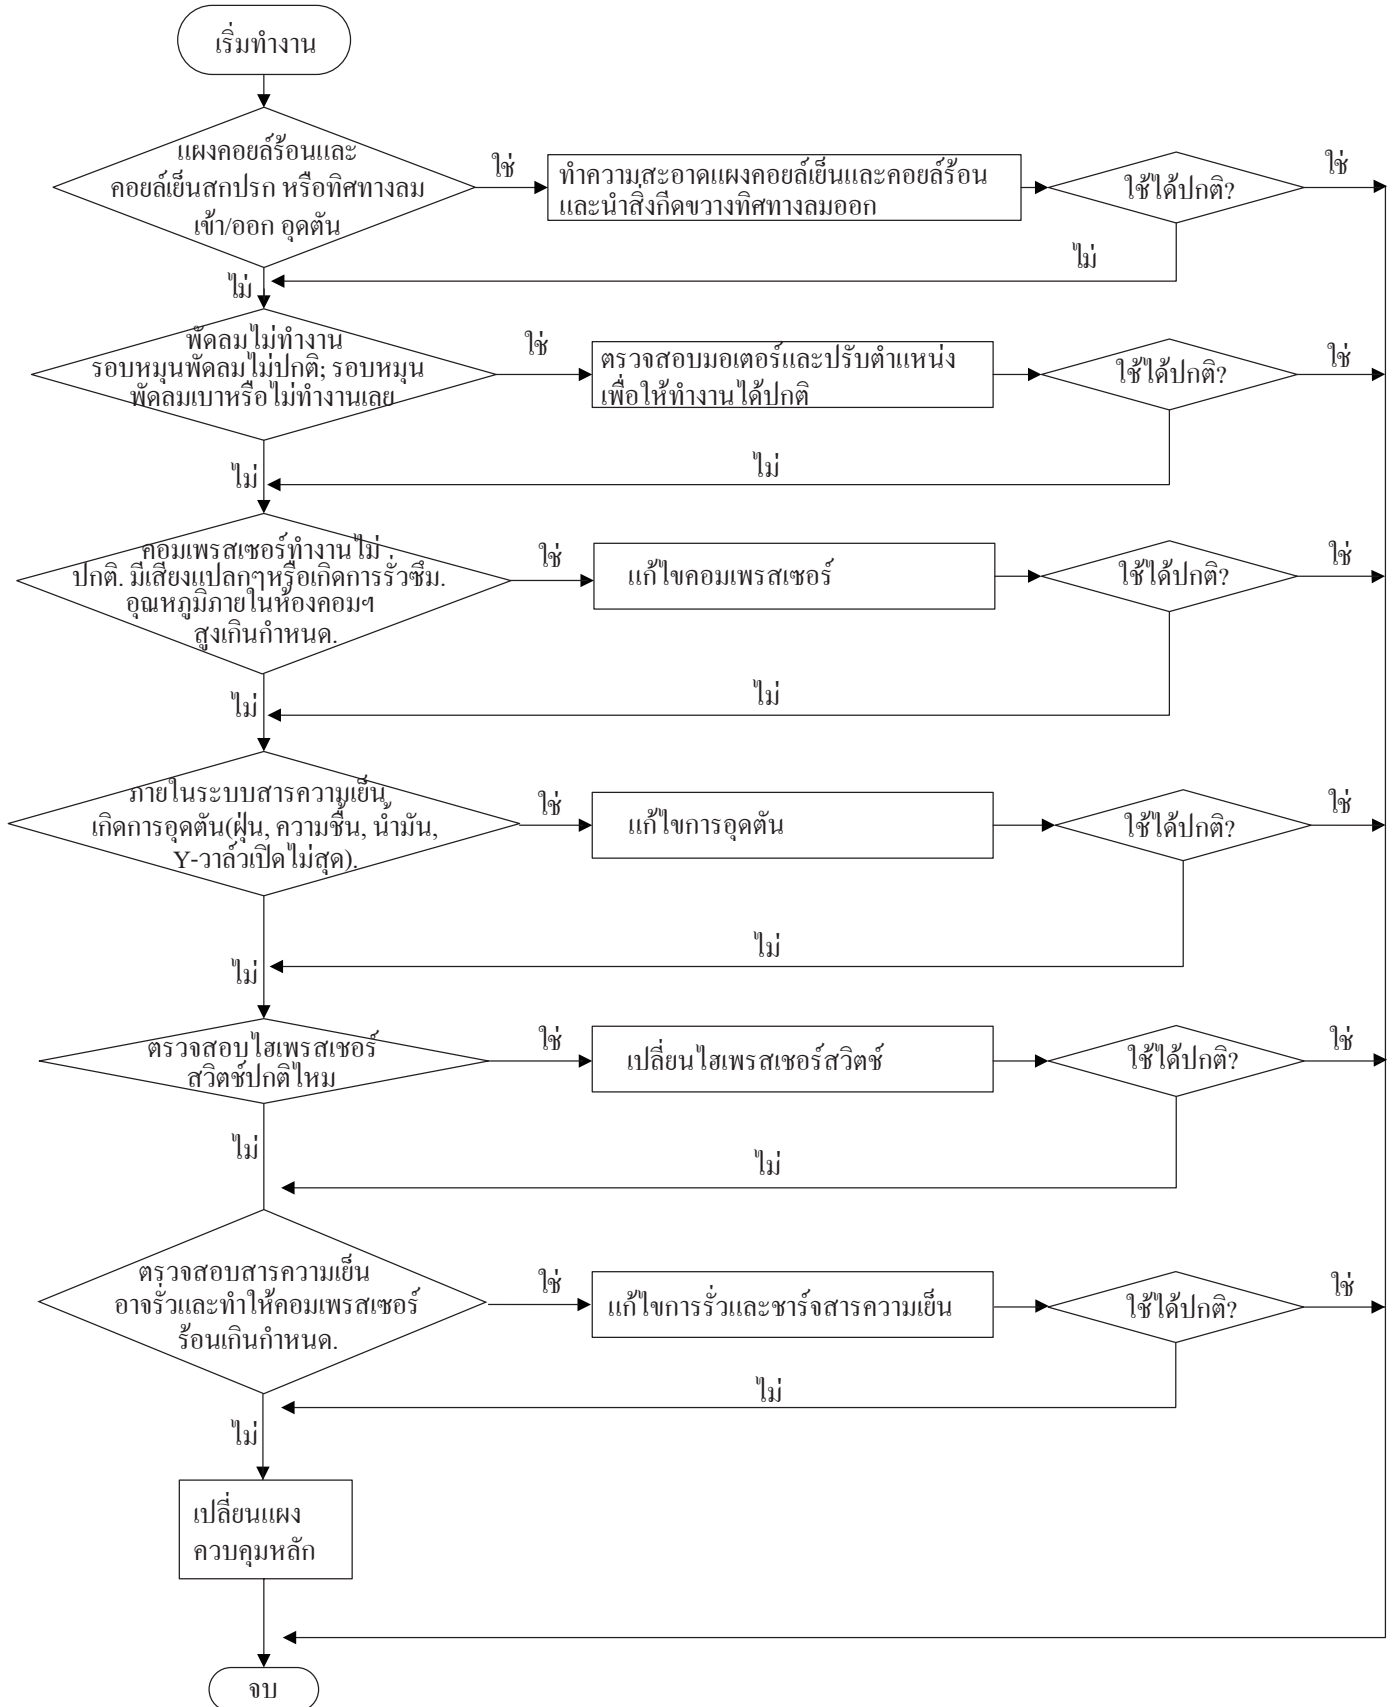 เริ่มทำงาน
แผงคอยล์ร้อนและ
คอยล์เย็นสกปรก หรือทิศทางลม
เข้า/ออก อุดตัน
ใช่
ทำความสะอาดแผงคอยล์เย็นและคอยล์ร้อน
และนำสิ่งกีดขวางทิศทางลมออก
ใช้ได้ปกติ?
ใช่
ไม่
ไม่
พัดลมไม่ทำงาน
รอบหมุนพัดลมไม่ปกติ; รอบหมุน
พัดลมเบาหรือไม่ทำงานเลย
ใช่
ตรวจสอบมอเตอร์และปรับตำแหน่ง
เพื่อให้ทำงานได้ปกติ
ใช้ได้ปกติ?
ใช่
ไม่
ไม่
คอมเพรสเซอร์ทำงานไม่
ปกติ. มีเสียงแปลกๆหรือเกิดการรั่วซึม.
อุณหภูมิภายในห้องคอมฯ
สูงเกินกำหนด.
ใช่
แก้ไขคอมเพรสเซอร์
ใช้ได้ปกติ?
ใช่
ไม่
ไม่
ภายในระบบสารความเย็น
เกิดการอุดตัน(ฝุ่น, ความชื้น, น้ำมัน,
Y-วาล์วเปิดไม่สุด).
ใช่
แก้ไขการอุดตัน
ใช้ได้ปกติ?
ใช่
ไม่
ไม่
ตรวจสอบไฮเพรสเชอร์
สวิตช์ปกติไหม
ใช่
เปลี่ยนไฮเพรสเชอร์สวิตช์
ใช้ได้ปกติ?
ใช่
ไม่
ไม่
ตรวจสอบสารความเย็น
อาจรั่วและทำให้คอมเพรสเซอร์
ร้อนเกินกำหนด.
ใช่
แก้ไขการรั่วและชาร์จสารความเย็น
ใช้ได้ปกติ?
ใช่
ไม่
ไม่
เปลี่ยนแผง
ควบคุมหลัก
จบ